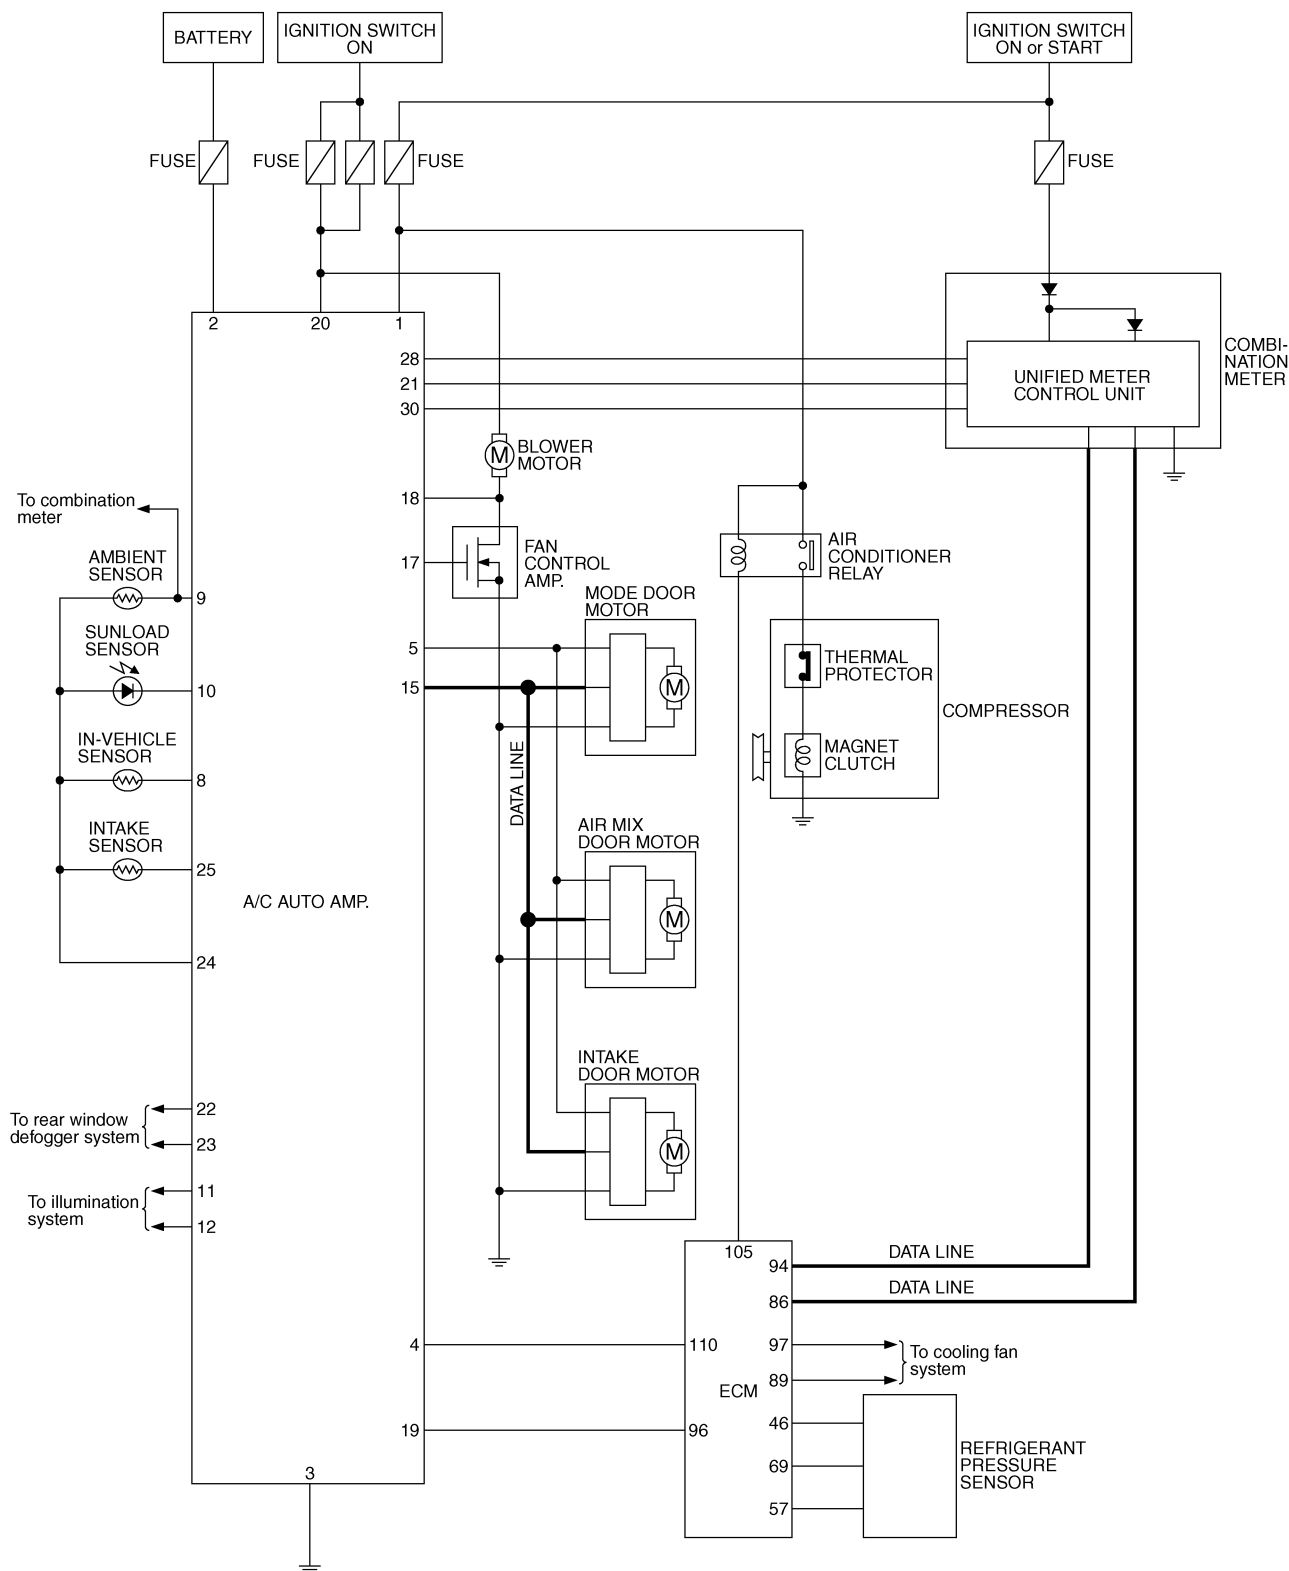 BATTERY
IGNITION SWITCH
ON
IGNITION SWITCH
ON or START
FUSE
FUSE
FUSE
FUSE
2
20
1
28
21
30
UNIFIED METER
CONTROL UNIT
COMBI-
NATION
METER
BLOWER
MOTOR
18
To combination
meter
17
FAN
CONTROL
AMP.
AIR
CONDITIONER
RELAY
AMBIENT
SENSOR
9
MODE DOOR
MOTOR
M
M
SUNLOAD
SENSOR
10
5
15
THERMAL
PROTECTOR
COMPRESSOR
MAGNET
CLUTCH
DATA LINE
IN-VEHICLE
SENSOR
8
INTAKE
SENSOR
25
AIR MIX
DOOR MOTOR
M
A/C AUTO AMP.
24
INTAKE
DOOR MOTOR
M
To rear window
defogger system
22
23
To illumination
system
11
12
105
94
DATA LINE
86
DATA LINE
4
110
97
89
To cooling fan
system
ECM
19
96
46
69
57
REFRIGERANT
PRESSURE
SENSOR
3